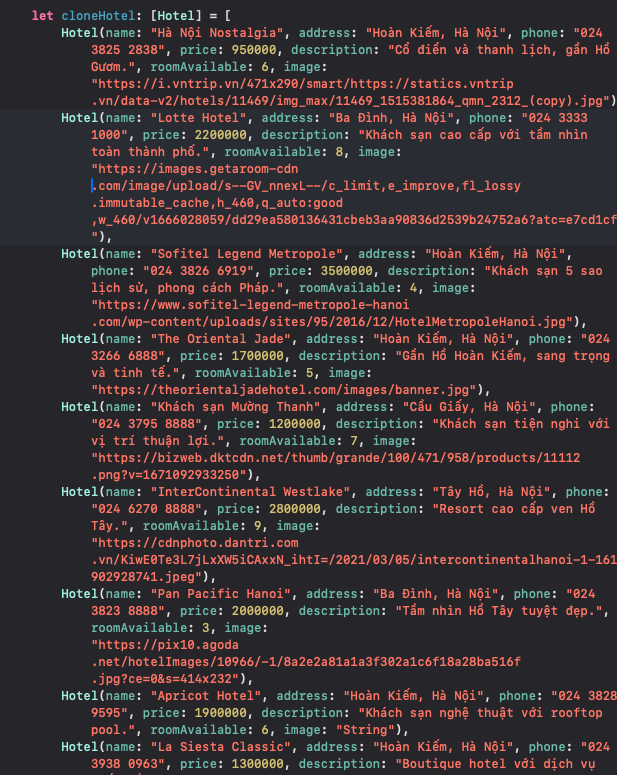 let cloneHotel: [Hotel] = [
Hotel(name: "Hà Nội Nostalgia", address: "Hoàn Kiếm, Hà Nội", phone: "024
3825 2838", price: 950000, description: "Cổ điển và thanh lịch, gần Hồ
Gươm.", roomAvailable: 6, image:
"https://i.vntrip.vn/471x290/smart/https://statics.vntrip
.vn/data-v2/hotels/11469/img_max/11469_1515381864_qmn_2312_(copy).jpg")
Hotel(name: "Lotte Hotel", address: "Ba Đình, Hà Nội", phone: "024 3333
1000", price: 2200000, description: "Khách sạn cao cấp với tầm nhìn
toàn thành phố.", roomAvailable: 8, image:
"https://images.getaroom-cdn
.com/image/upload/s--GV_nnexL--/c_limit,e_improve,fl_lossy
.immutable_cache,h_460,q_auto:good
,w_460/v1666028059/dd29ea580136431cbeb3aa90836d2539b24752a6?atc=e7cd1cf
"),
Hotel(name: "Sofitel Legend Metropole", address: "Hoàn Kiếm, Hà Nội",
phone: "024 3826 6919", price: 3500000, description: "Khách sạn 5 sao
lịch sử, phong cách Pháp.", roomAvailable: 4, image:
"https://www.sofitel-legend-metropole-hanoi
.com/wp-content/uploads/sites/95/2016/12/HotelMetropoleHanoi.jpg"),
Hotel(name: "The Oriental Jade", address: "Hoàn Kiếm, Hà Nội", phone: "024
3266 6888", price: 1700000, description: "Gần Hồ Hoàn Kiếm, sang trọng
và tinh tế.", roomAvailable: 5, image:
"https://theorientaljadehotel.com/images/banner.jpg"),
Hotel(name: "Khách sạn Mường Thanh", address: "Cầu Giấy, Hà Nội", phone:
"024 3795 8888", price: 1200000, description: "Khách sạn tiện nghi với
vị trí thuận lợi.", roomAvailable: 7, image:
"https://bizweb.dktcdn.net/thumb/grande/100/471/958/products/11112
.png?v=1671092933250"),
Hotel(name: "InterContinental Westlake", address: "Tây Hồ, Hà Nội", phone:
"024 6270 8888", price: 2800000, description: "Resort cao cấp ven Hồ
Tây.", roomAvailable: 9, image:
"https://cdnphoto.dantri.com
.vn/KiwE0Te3L7jLxXW5iCAxxN_ihtI=/2021/03/05/intercontinentalhanoi-1-161
902928741.jpeg"),
Hotel(name: "Pan Pacific Hanoi", address: "Ba Đình, Hà Nội", phone: "024
3823 8888", price: 2000000, description: "Tầm nhìn Hồ Tây tuyệt đẹp.",
roomAvailable: 3, image:
"https://pix10.agoda
.net/hotelImages/10966/-1/8a2e2a81a1a3f302a1c6f18a28ba516f
.jpg?ce=0&s=414x232"),
Hotel(name: "Apricot Hotel", address: "Hoàn Kiếm, Hà Nội", phone: "024 3828
9595", price: 1900000, description: "Khách sạn nghệ thuật với rooftop
pool.", roomAvailable: 6, image: "String"),
Hotel(name: "La Siesta Classic", address: "Hoàn Kiếm, Hà Nội", phone: "024
3938 0963", price: 1300000, description: "Boutique hotel với dịch vụ